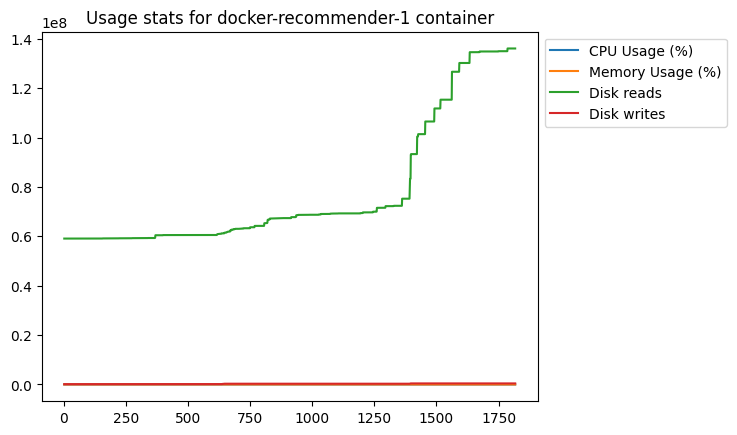 Usage stats for docker-recommender-1 container
1e8
1.4
1.2
1.0
0.8
0.6
0.4
0.2
0.0
0 250 500 750 1000 1250 1500 1750
CPU Usage (%)
Memory Usage (%)
Disk reads
Disk writes